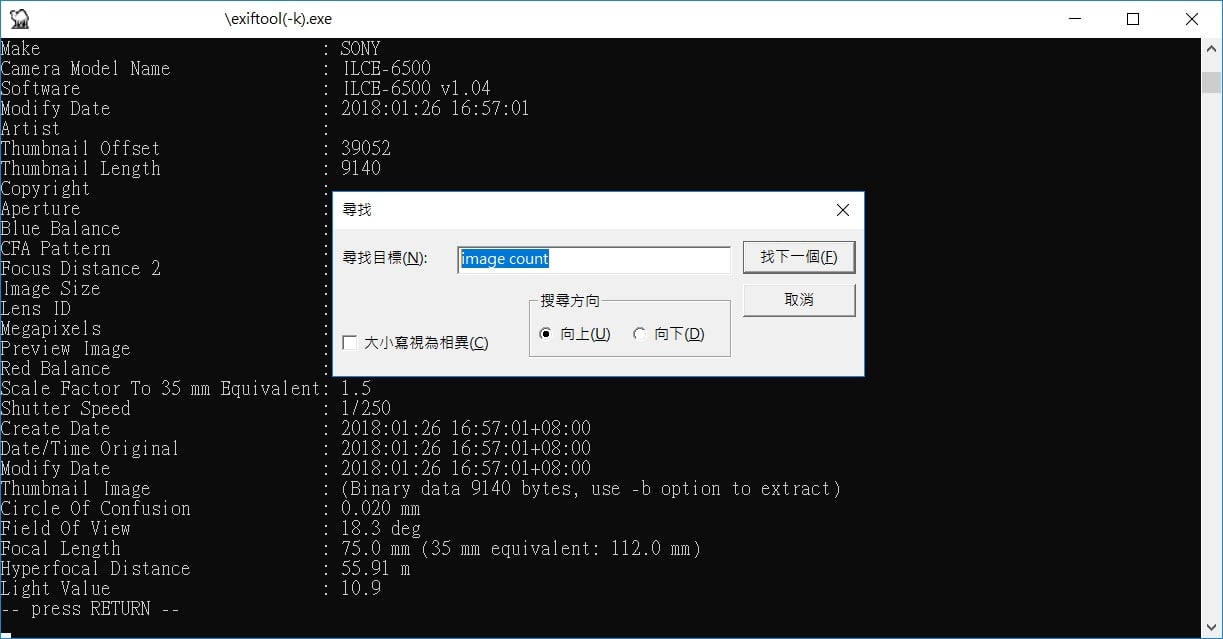 \exiftool(-k).exe
Make : SONY
Camera Model Name : ILCE-6500
Software : ILCE-6500 v1.04
Modify Date : 2018:01:26 16:57:01
Artist :
Thumbnail Offset : 39052
Thumbnail Length : 9140
Copyright :
Aperture :
Blue Balance :
CFA Pattern :
Focus Distance 2 :
Image Size :
Lens ID :
Megapixels :
Preview Image :
Red Balance :
尋找
尋找目標(N):
image count
找下一個(F)
取消
搜尋方向
向上(U)
向下(D)
大小寫視為相異(C)
Scale Factor To 35 mm Equivalent: 1.5
Shutter Speed : 1/250
Create Date : 2018:01:26 16:57:01+08:00
Date/Time Original : 2018:01:26 16:57:01+08:00
Modify Date : 2018:01:26 16:57:01+08:00
Thumbnail Image : (Binary data 9140 bytes, use -b option to extract)
Circle Of Confusion : 0.020 mm
Field Of View : 18.3 deg
Focal Length : 75.0 mm (35 mm equivalent: 112.0 mm)
Hyperfocal Distance : 55.91 m
Light Value : 10.9
-- press RETURN --